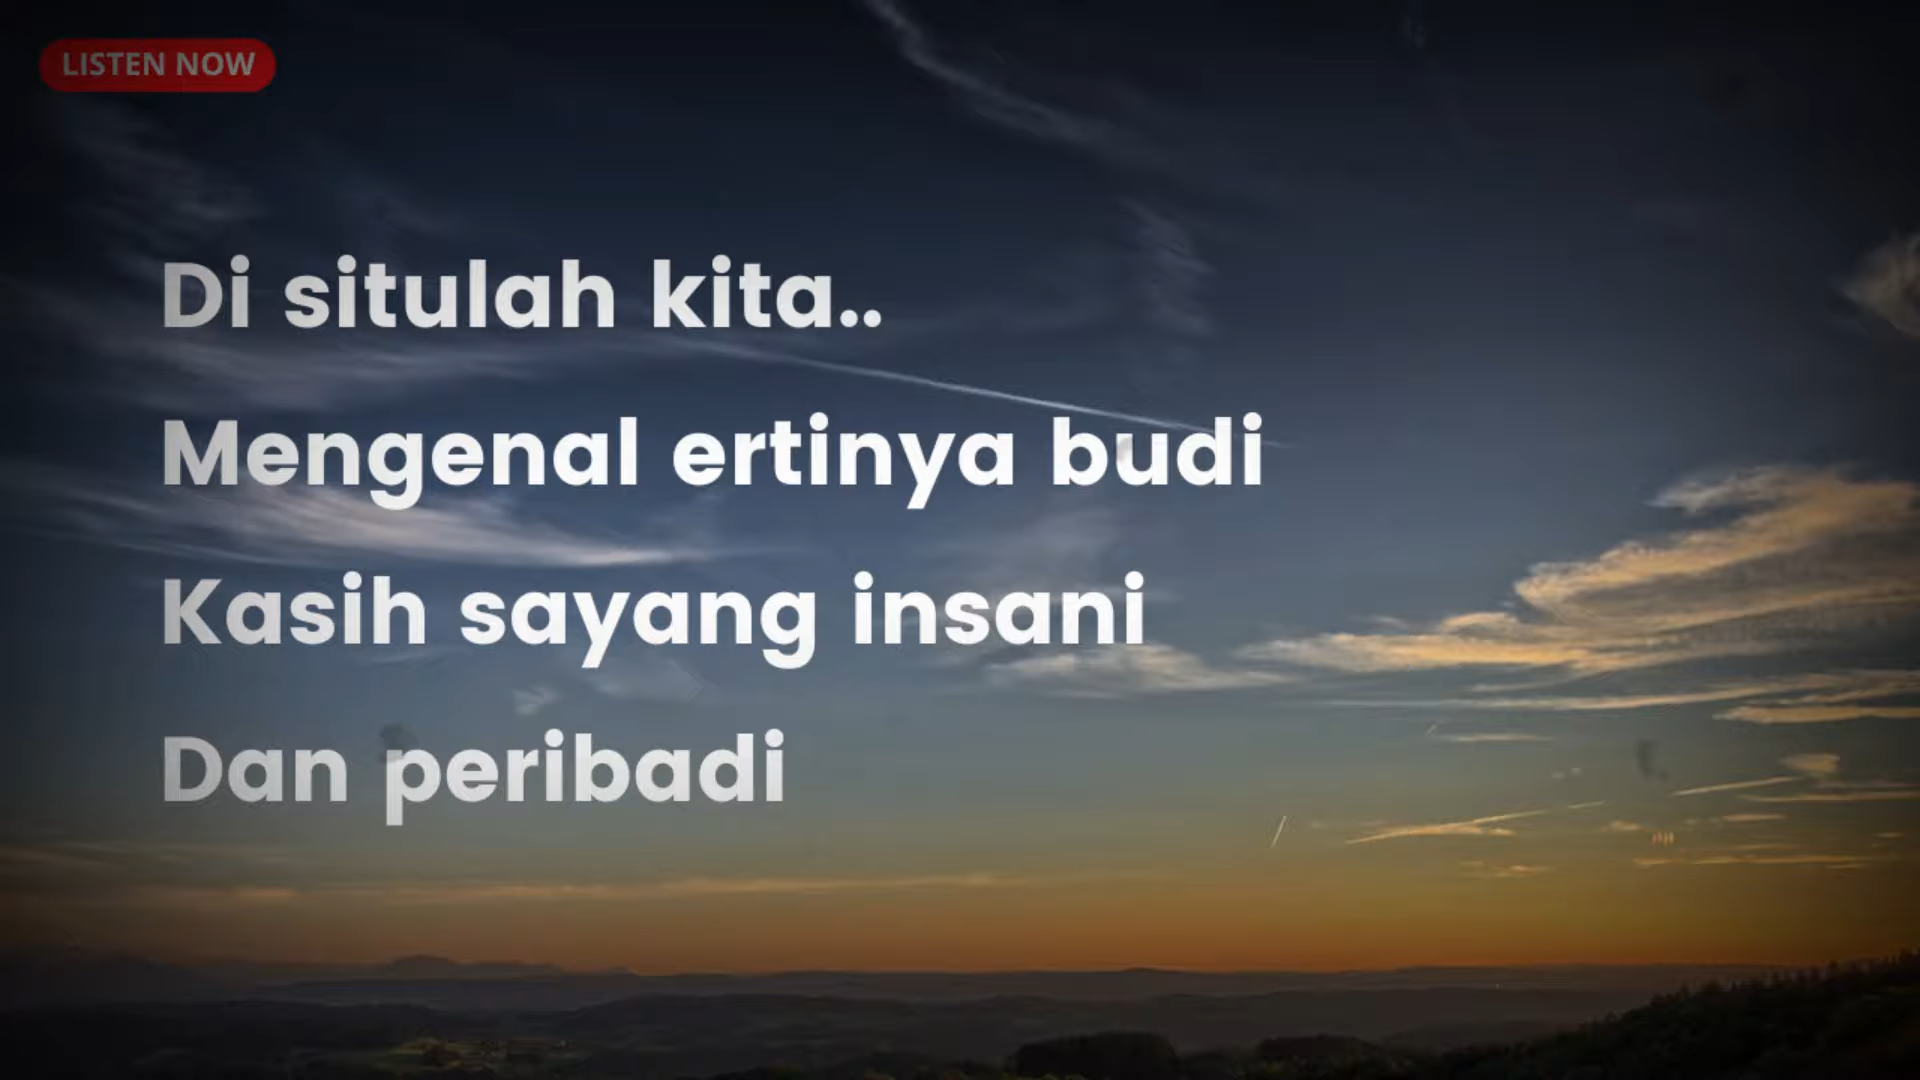 LISTEN NOW
Di situlah kita..
Mengenal ertinya budi
Kasih sayang insani
Dan peribadi